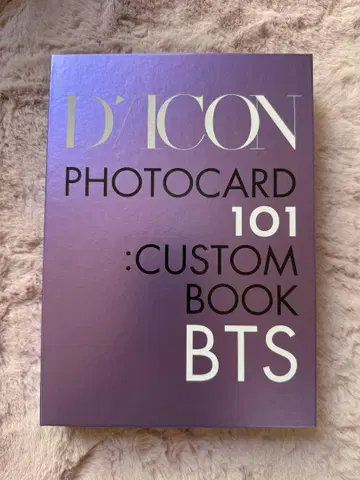 D'/ICON
PHOTOCARD
101
:CUSTOM
BOOK
BTS